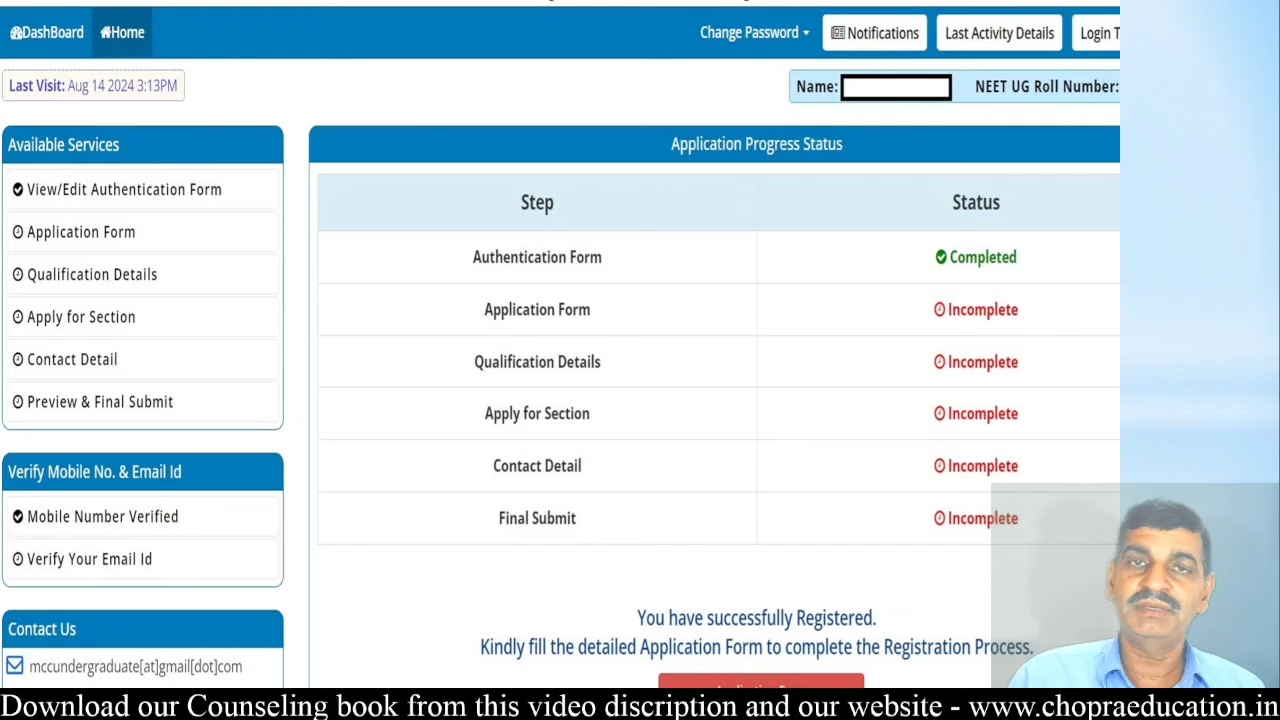 DashBoard Home Change Password Notifications Last Activity Details Login
Last Visit: Aug 14 2024 3:13PM Name: NEET UG Roll Number:
Available Services
View/Edit Authentication Form
Application Form
Qualification Details
Apply for Section
Contact Detail
Preview & Final Submit
Verify Mobile No. & Email Id
Mobile Number Verified
Verify Your Email Id
Contact Us
mccundergraduate[at]gmail[dot]com
Application Progress Status
Step Status
Authentication Form Completed
Application Form Incomplete
Qualification Details Incomplete
Apply for Section Incomplete
Contact Detail Incomplete
Final Submit Incomplete
You have successfully Registered.
Kindly fill the detailed Application Form to complete the Registration Process.
Download our Counseling book from this video discription and our website - www.chopraeducation.in